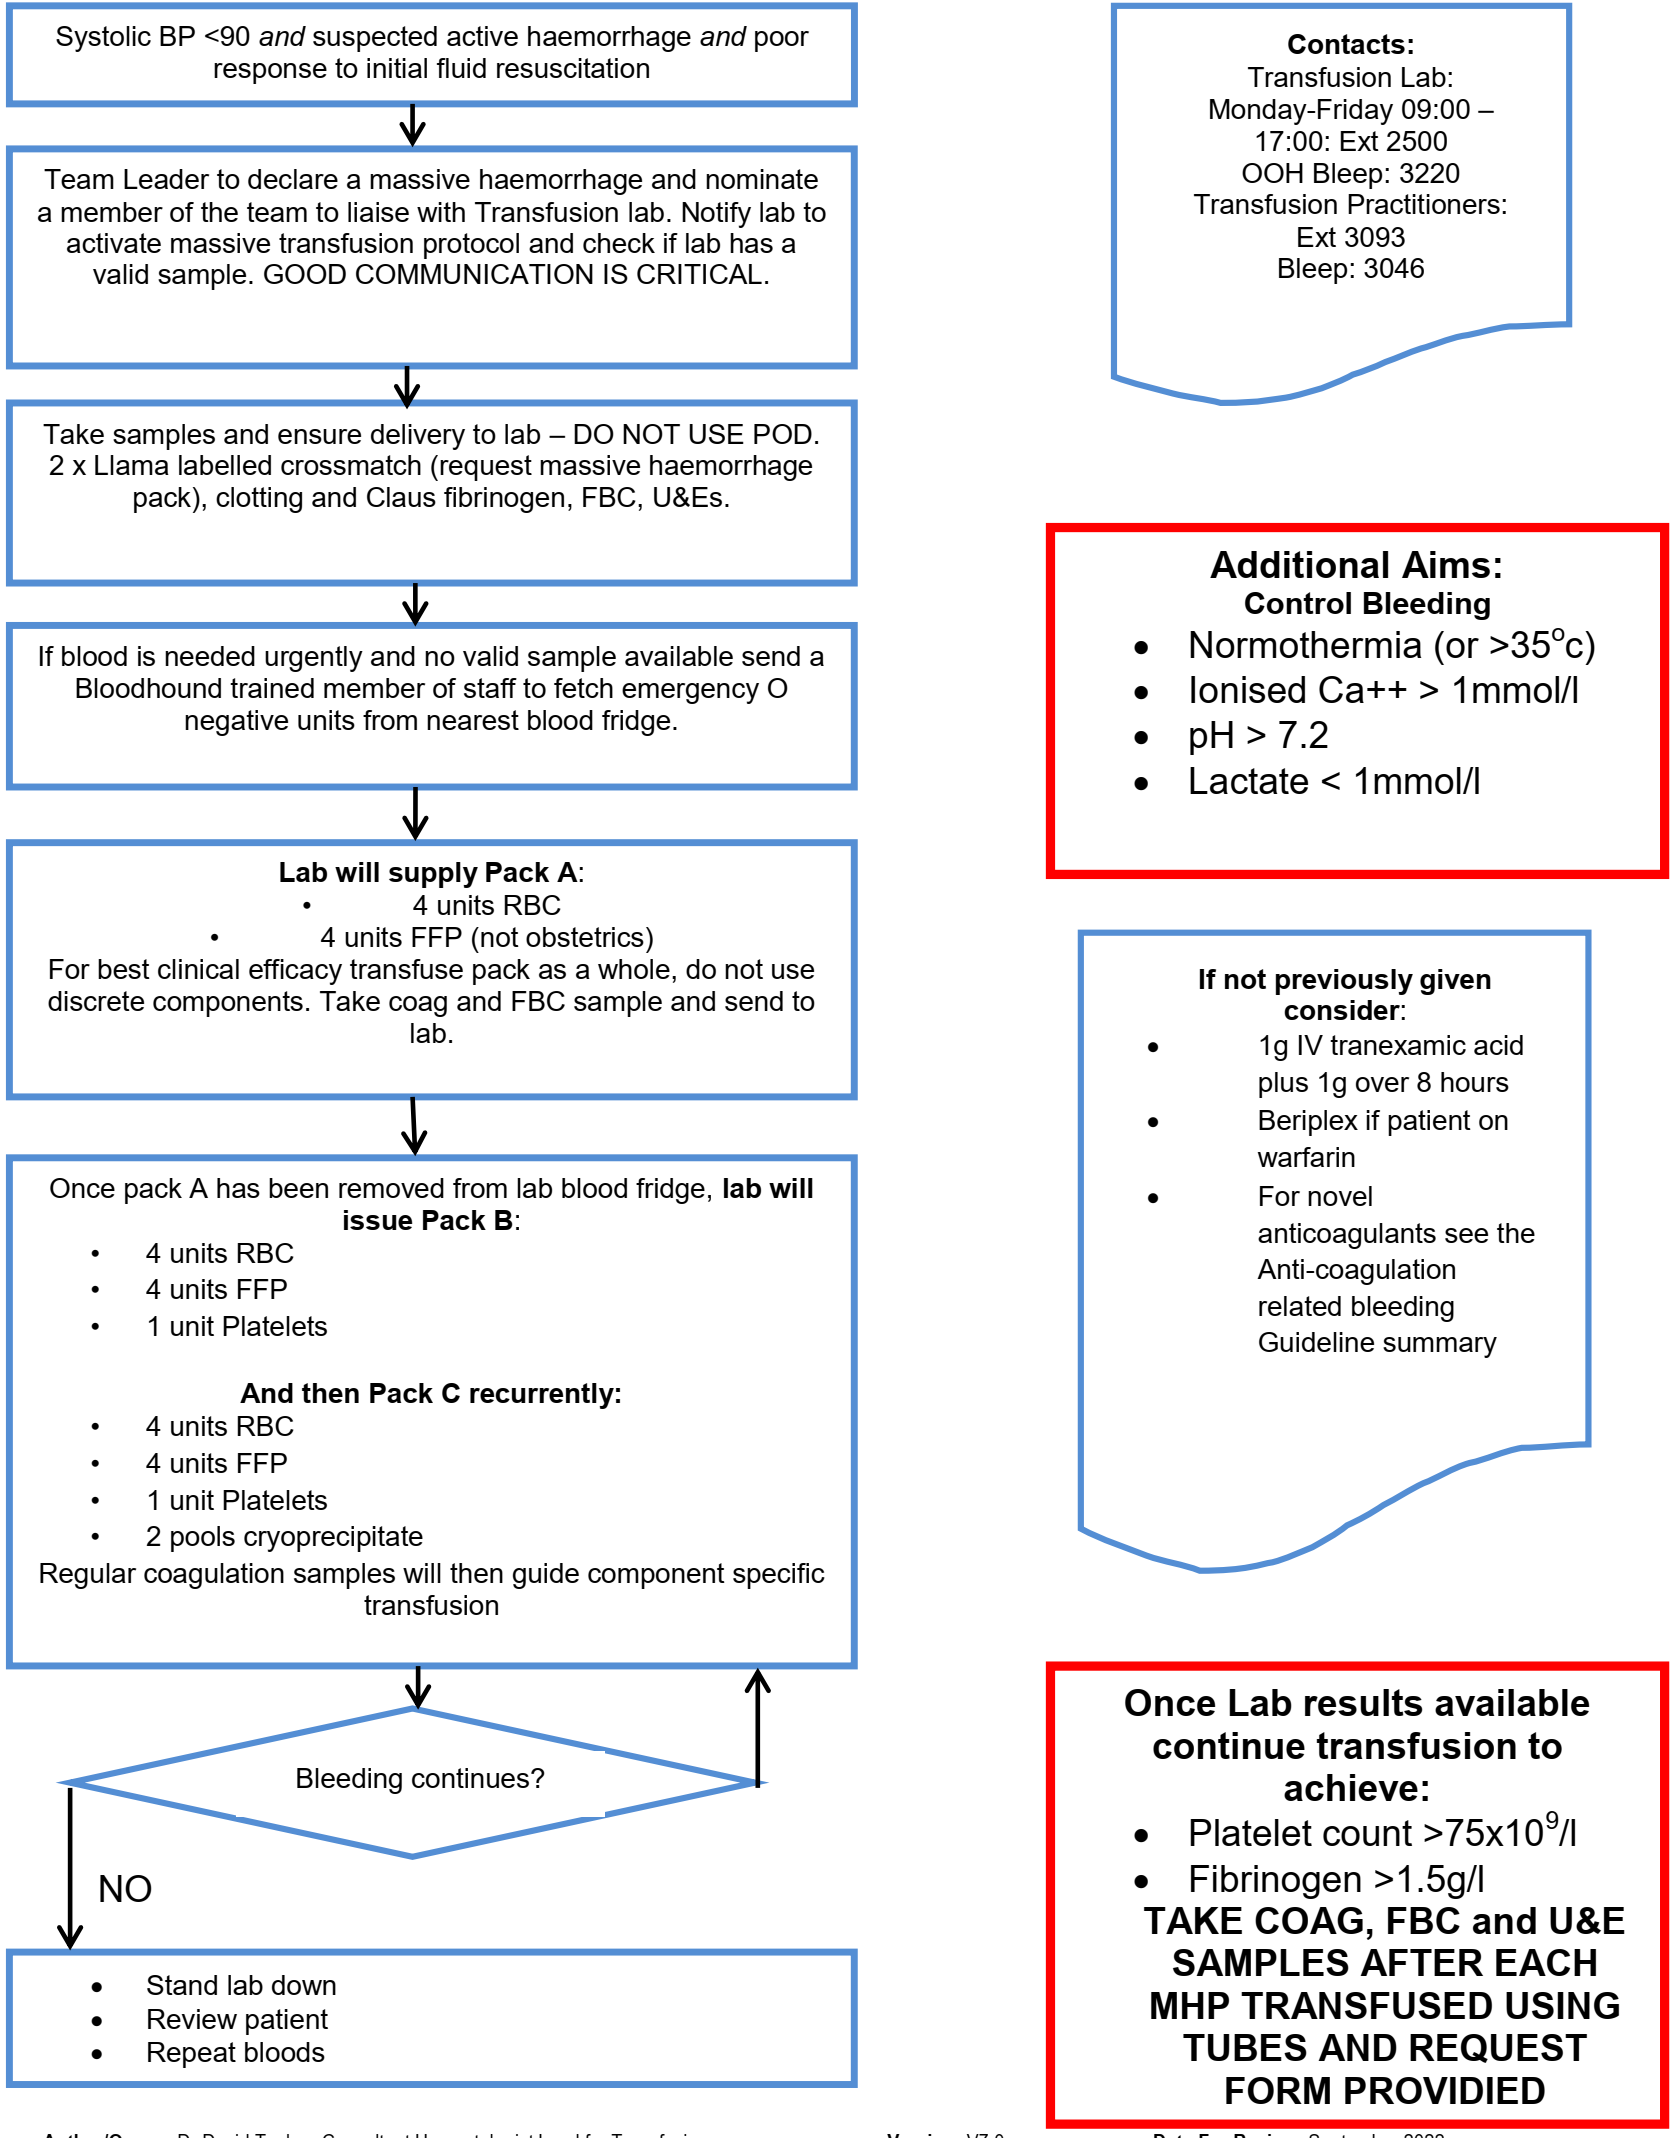 Systolic BP <90 and suspected active haemorrhage and poor
response to initial fluid resuscitation
Team Leader to declare a massive haemorrhage and nominate
a member of the team to liaise with Transfusion lab. Notify lab to
activate massive transfusion protocol and check if lab has a
valid sample. GOOD COMMUNICATION IS CRITICAL.
Take samples and ensure delivery to lab – DO NOT USE POD.
2 x Llama labelled crossmatch (request massive haemorrhage
pack), clotting and Claus fibrinogen, FBC, U&Es.
If blood is needed urgently and no valid sample available send a
Bloodhound trained member of staff to fetch emergency O
negative units from nearest blood fridge.
Lab will supply Pack A:
• 4 units RBC
• 4 units FFP (not obstetrics)
For best clinical efficacy transfuse pack as a whole, do not use
discrete components. Take coag and FBC sample and send to
lab.
Once pack A has been removed from lab blood fridge, lab will
issue Pack B:
• 4 units RBC
• 4 units FFP
• 1 unit Platelets
And then Pack C recurrently:
• 4 units RBC
• 4 units FFP
• 1 unit Platelets
• 2 pools cryoprecipitate
Regular coagulation samples will then guide component specific
transfusion
Bleeding continues?
NO
• Stand lab down
• Review patient
• Repeat bloods
Contacts:
Transfusion Lab:
Monday-Friday 09:00 –
17:00: Ext 2500
OOH Bleep: 3220
Transfusion Practitioners:
Ext 3093
Bleep: 3046
Additional Aims:
Control Bleeding
• Normothermia (or >35°c)
• Ionised Ca++ > 1mmol/l
• pH > 7.2
• Lactate < 1mmol/l
If not previously given
consider:
• 1g IV tranexamic acid
plus 1g over 8 hours
• Beriplex if patient on
warfarin
• For novel
anticoagulants see the
Anti-coagulation
related bleeding
Guideline summary
Once Lab results available
continue transfusion to
achieve:
• Platelet count >75x10⁹/l
• Fibrinogen >1.5g/l
TAKE COAG, FBC and U&E
SAMPLES AFTER EACH
MHP TRANSFUSED USING
TUBES AND REQUEST
FORM PROVIDIED